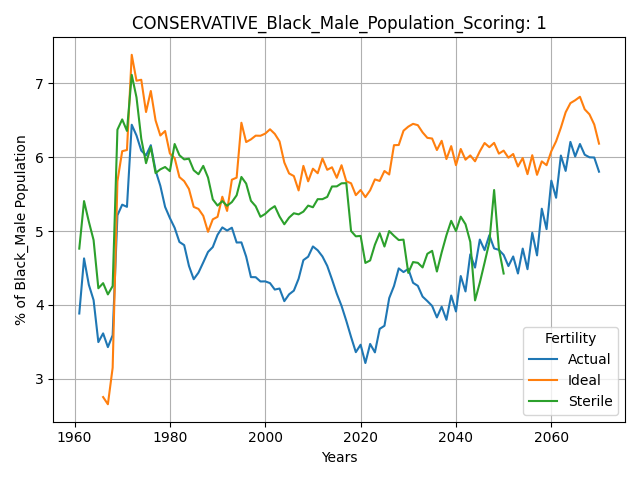 CONSERVATIVE_Black_Male_Population_Scoring: 1
% of Black_Male Population
7
6
5
4
3
1960 1980 2000 2020 2040 2060
Years
Fertility
Actual
Ideal
Sterile